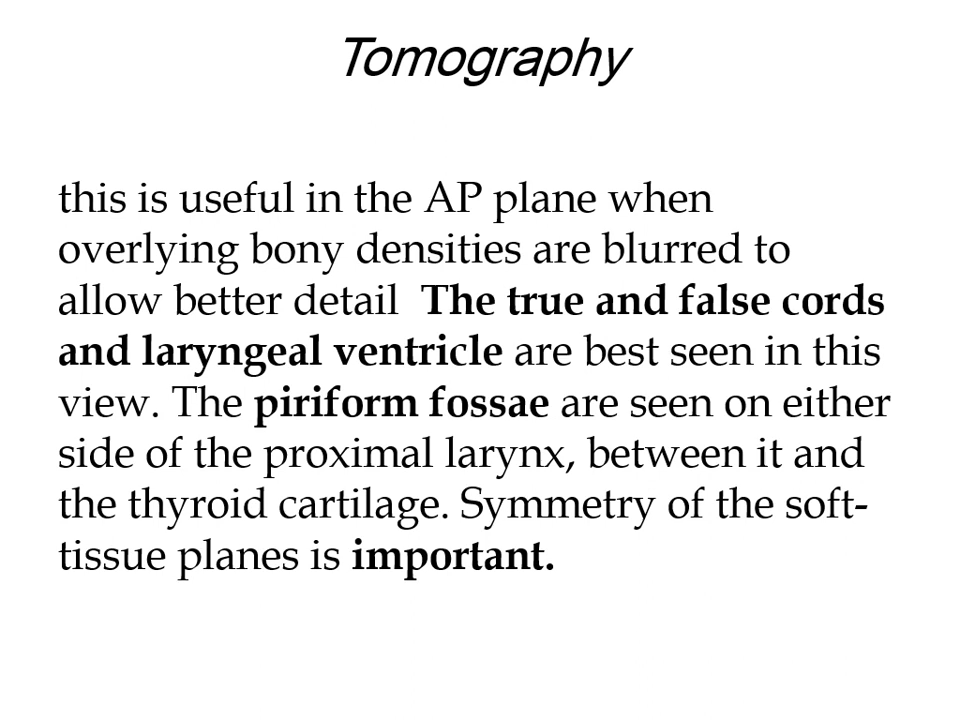 Tomography
this is useful in the AP plane when
overlying bony densities are blurred to
allow better detail  The true and false cords
and laryngeal ventricle are best seen in this
view. The piriform fossae are seen on either
side of the proximal larynx, between it and
the thyroid cartilage. Symmetry of the soft-
tissue planes is important.